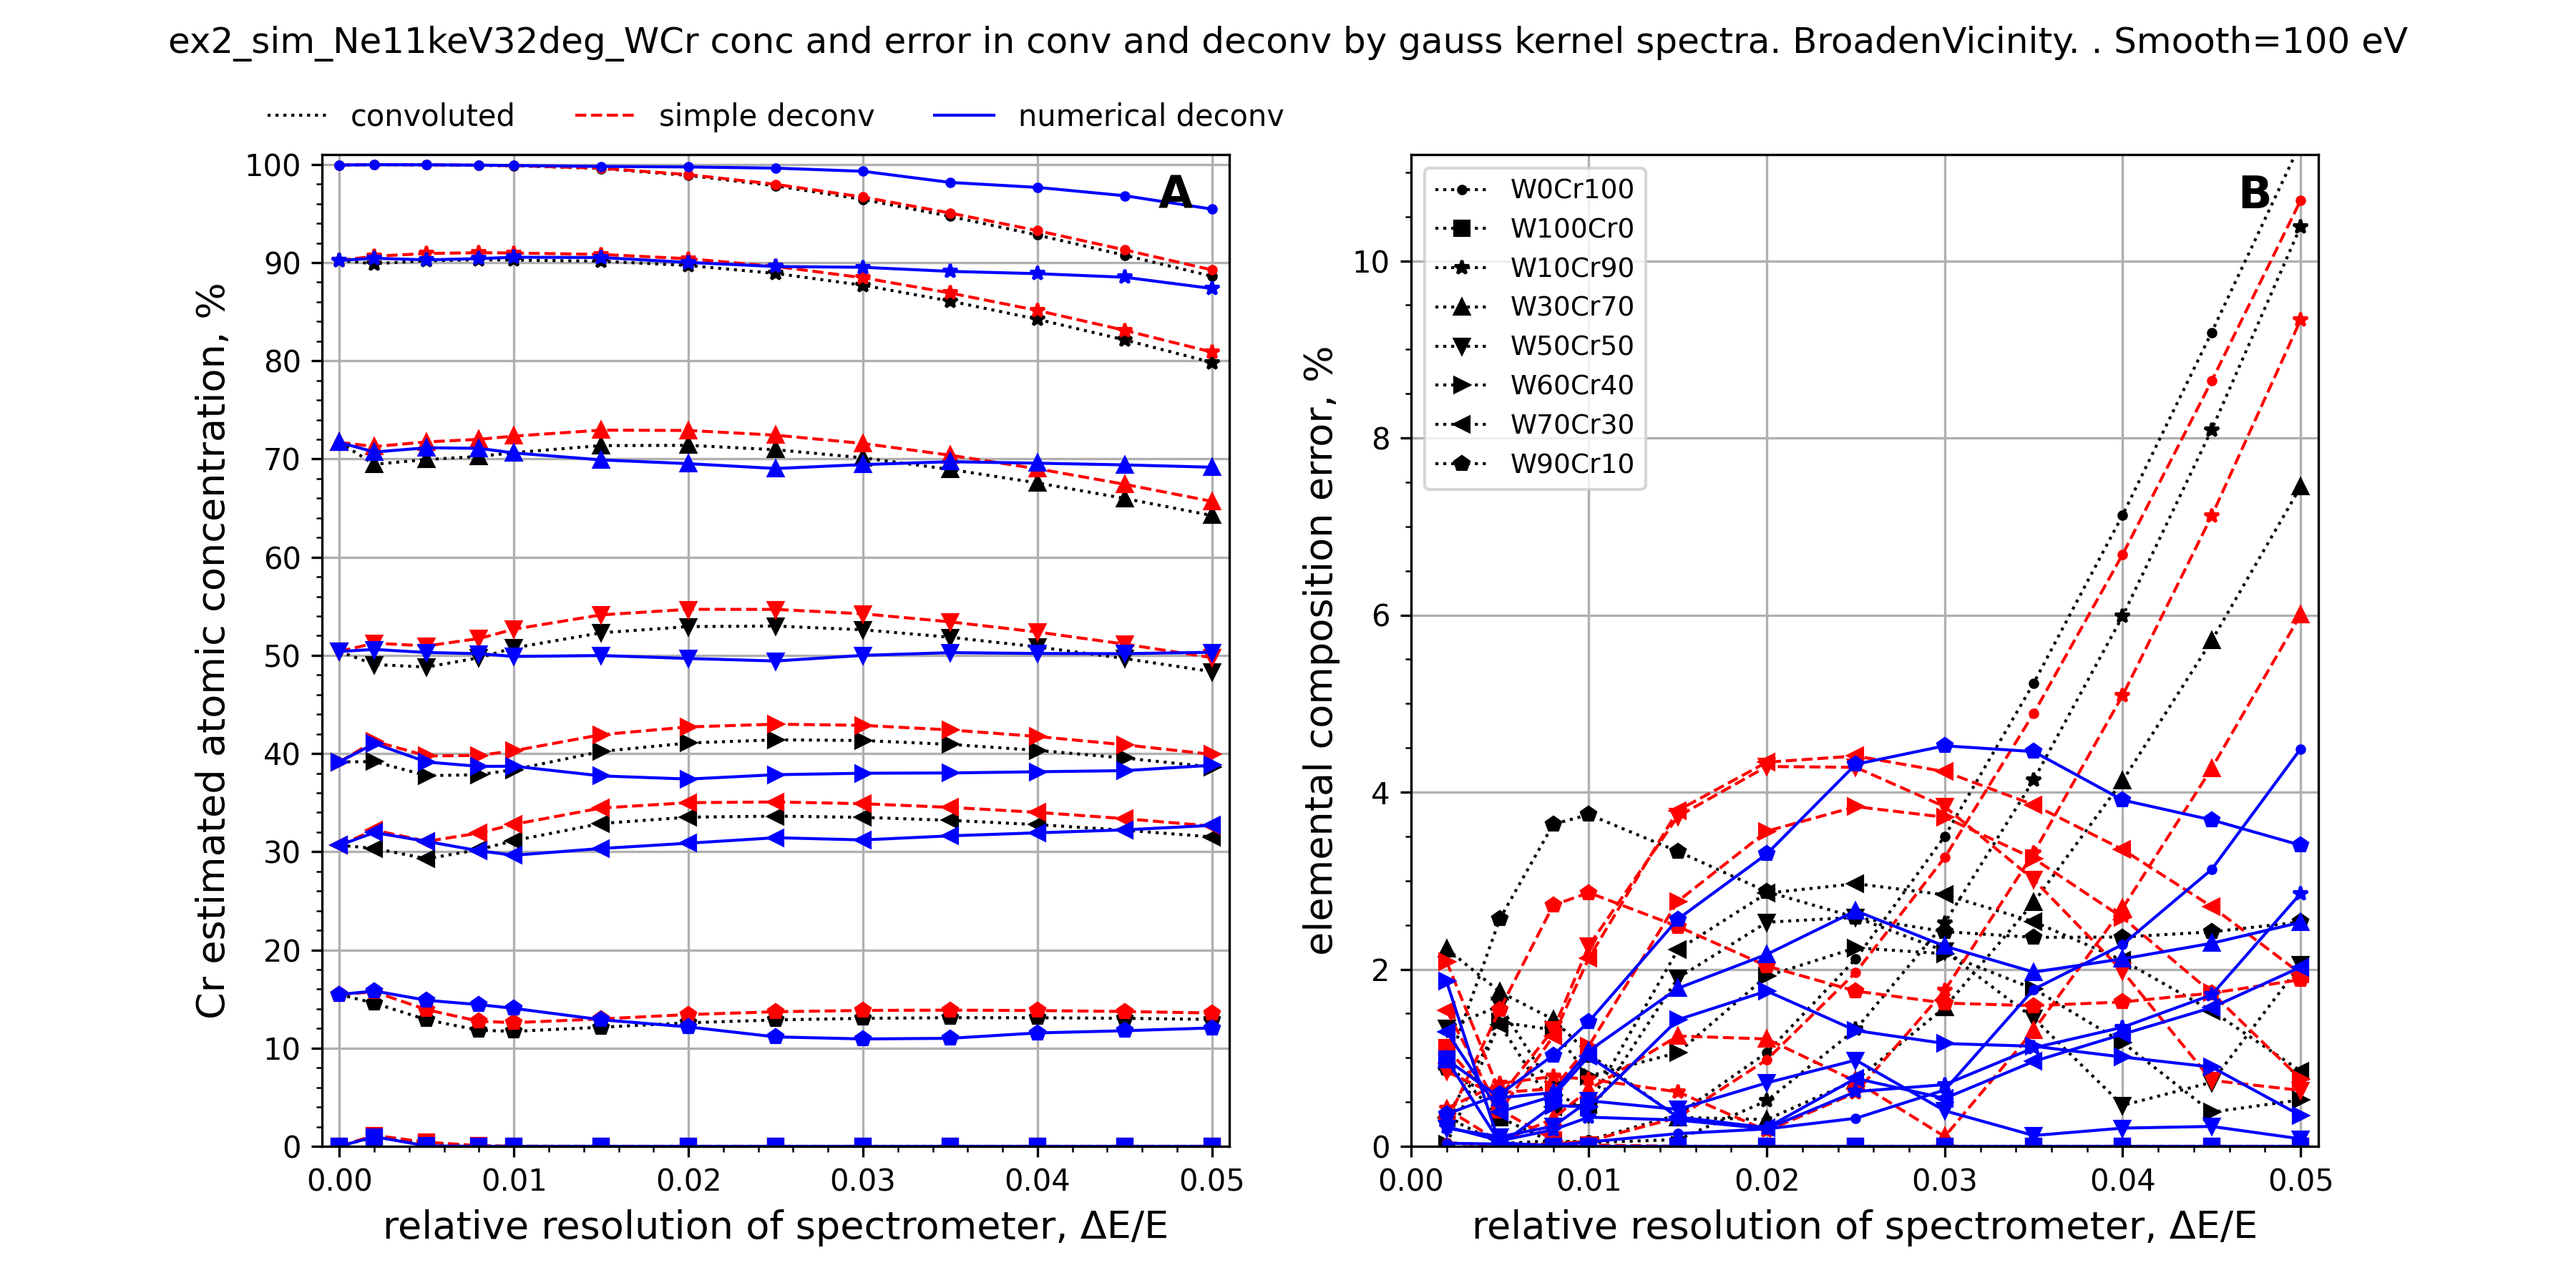 ex2_sim_Ne11keV32deg_WCr conc and error in conv and deconv by gauss kernel spectra. BroadenVicinity. . Smooth=100 eV
convoluted simple deconv numerical deconv
A
100
90
80
70
60
50
40
30
20
10
0
Cr estimated atomic concentration, %
0.00 0.01 0.02 0.03 0.04 0.05
relative resolution of spectrometer, ΔE/E
B
W0Cr100
W100Cr0
W10Cr90
W30Cr70
W50Cr50
W60Cr40
W70Cr30
W90Cr10
10
8
6
4
2
0
elemental composition error, %
0.00 0.01 0.02 0.03 0.04 0.05
relative resolution of spectrometer, ΔE/E